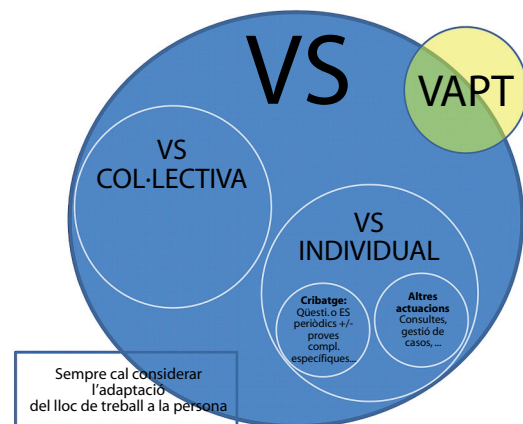 VS
VAPT
VS
COL·LECTIVA
VS
INDIVIDUAL
Cribatge:
Qüesti. o ES
periòdics +/-
proves
compl.
específiques...
Altres
actuacions
Consultes,
gestió de
casos, ...
Sempre cal considerar
l’adaptació
del lloc de treball a la persona